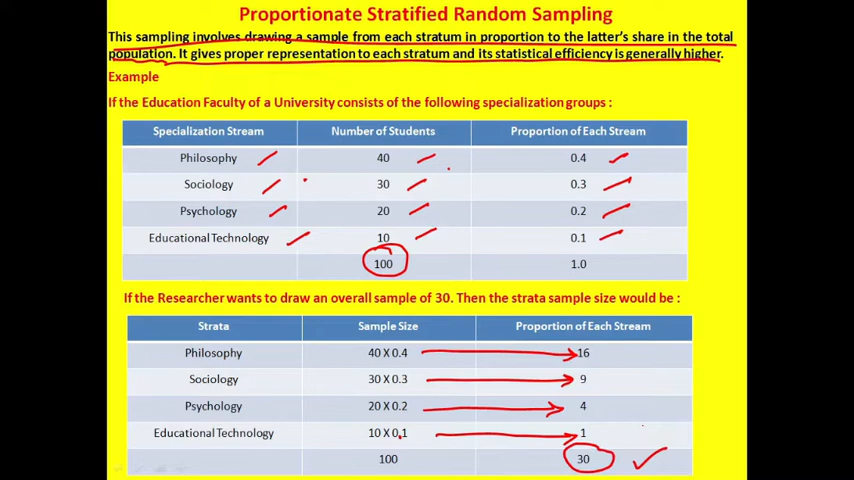 Proportionate Stratified Random Sampling
This sampling involves drawing a sample from each stratum in proportion to the latter's share in the total
population. It gives proper representation to each stratum and its statistical efficiency is generally higher.
Example
If the Education Faculty of a University consists of the following specialization groups :
Specialization Stream Number of Students Proportion of Each Stream
Philosophy 40 0.4
Sociology 30 0.3
Psychology 20 0.2
Educational Technology 10 0.1
100 1.0
If the Researcher wants to draw an overall sample of 30. Then the strata sample size would be :
Strata Sample Size Proportion of Each Stream
Philosophy 40 X 0.4 16
Sociology 30 X 0.3 9
Psychology 20 X 0.2 4
Educational Technology 10 X 0.1 1
100 30